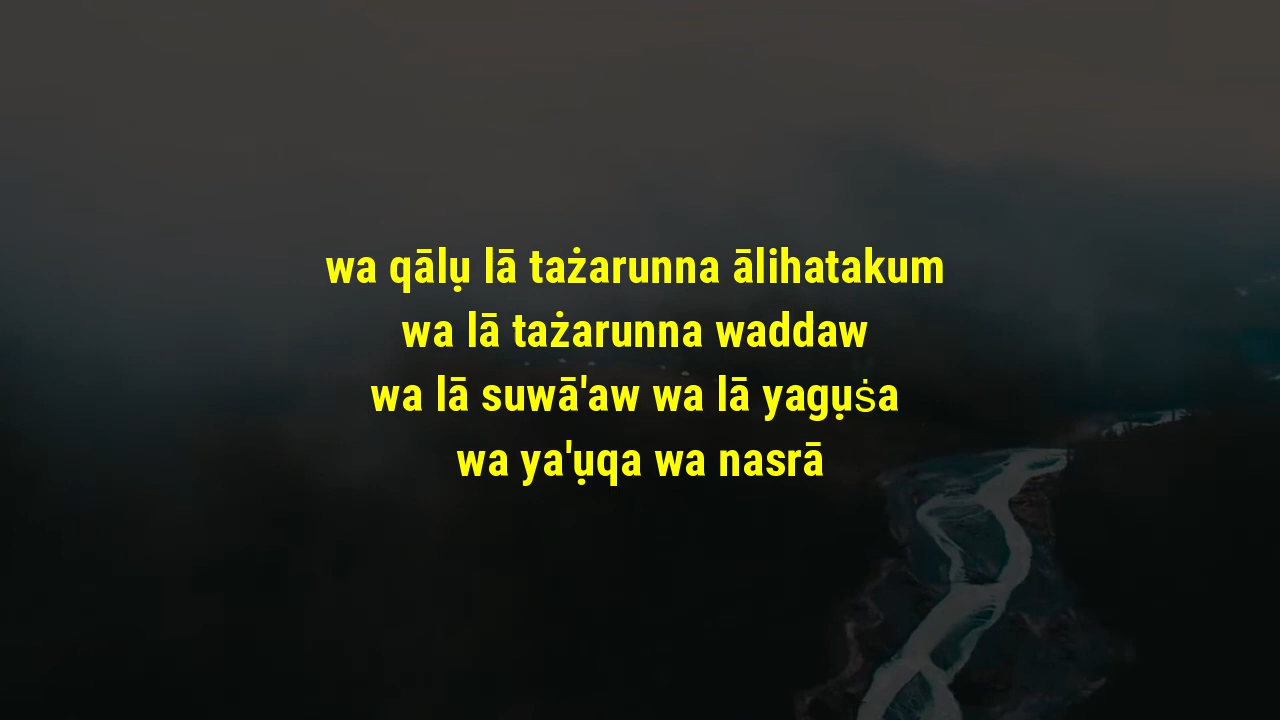 wa qālụ lā tażarunna ālihatakum
wa lā tażarunna waddaw
wa lā suwā'aw wa lā yagụṡa
wa ya'ụqa wa nasrā